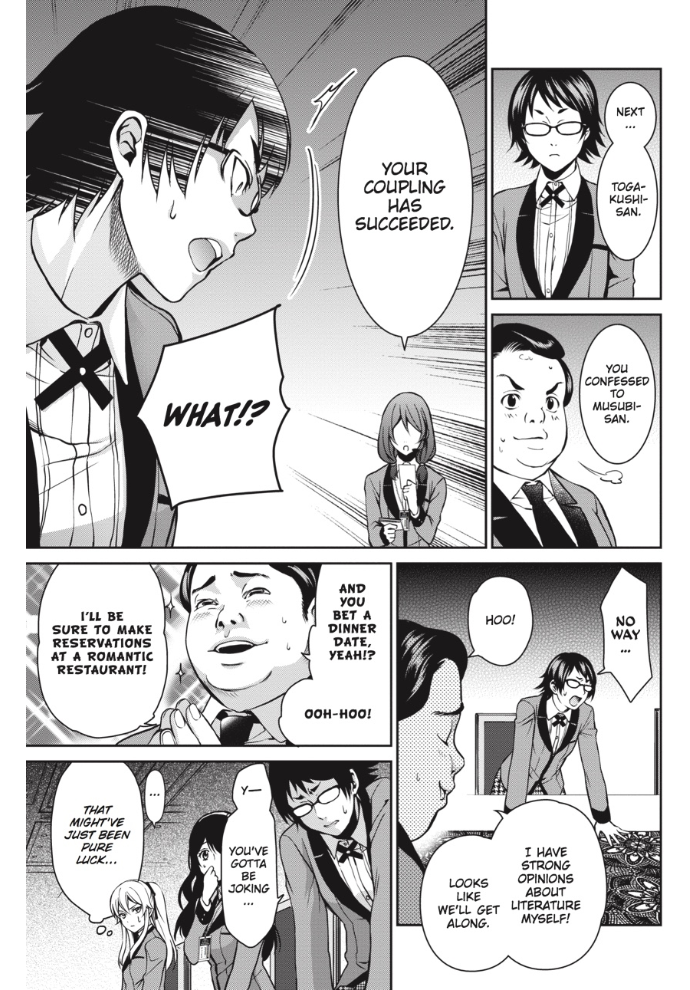 NEXT
...
TOGA-
KUSHI-
SAN.
YOU
CONFESSED
TO
MUSUBI-
SAN.
YOUR
COUPLING
HAS
SUCCEEDED.
WHAT!?
NO
WAY
...
HOO!
I HAVE
STRONG
OPINIONS
ABOUT
LITERATURE
MYSELF!
LOOKS
LIKE
WE'LL GET
ALONG.
AND
YOU
BET A
DINNER
DATE,
YEAH!?
OOH-HOO!
I'LL BE
SURE TO MAKE
RESERVATIONS
AT A ROMANTIC
RESTAURANT!
Y—
YOU'VE
GOTTA
BE
JOKING
...
...
THAT
MIGHT'VE
JUST BEEN
PURE
LUCK...